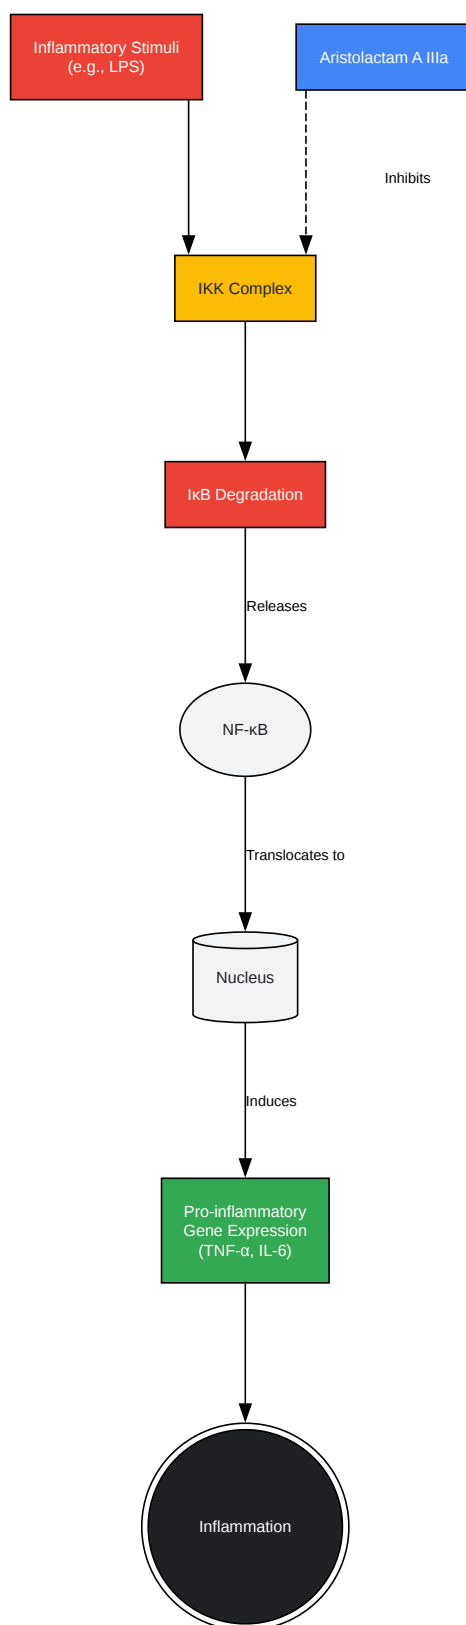 Inflammatory Stimuli
(e.g., LPS)
Aristolactam A IIIa
Inhibits
IKK Complex
IκB Degradation
Releases
NF-κB
Translocates to
Nucleus
Induces
Pro-inflammatory
Gene Expression
(TNF-α, IL-6)
Inflammation